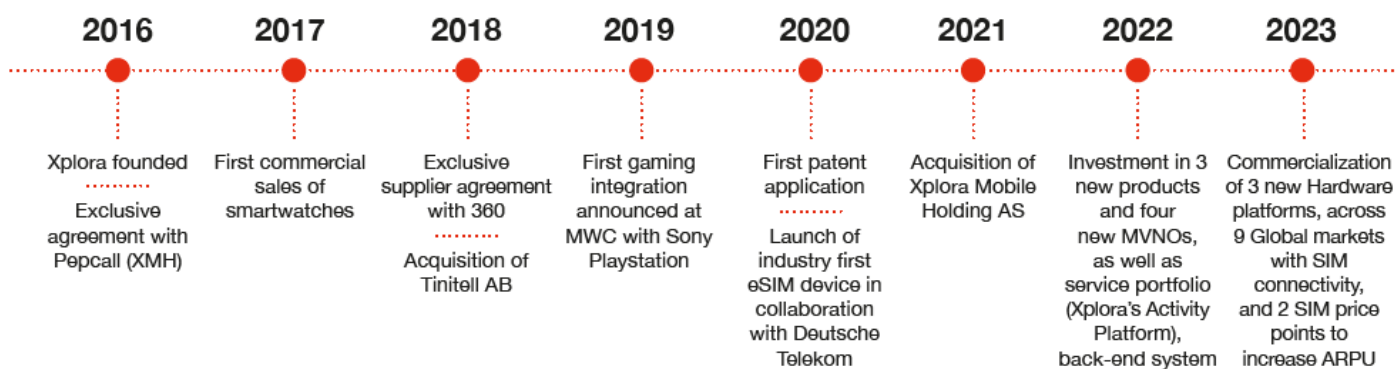 2016
2017
2018
2019
2020
2021
2022
2023
Xplora founded
Exclusive
agreement with
Pepcall (XMH)
First commercial
sales of
smartwatches
Exclusive
supplier agreement
with 360
Acquisition of
Tinitell AB
First gaming
integration
announced at
MWC with Sony
Playstation
First patent
application
Launch of
industry first
eSIM device in
collaboration
with Deutsche
Telekom
Acquisition of
Xplora Mobile
Holding AS
Investment in 3
new products
and four
new MVNOs,
as well as
service portfolio
(Xplora's Activity
Platform),
back-end system
Commercialization
of 3 new Hardware
platforms, across
9 Global markets
with SIM
connectivity,
and 2 SIM price
points to
increase ARPU